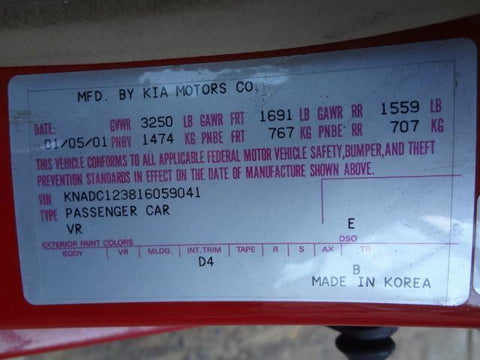 MFD. BY KIA MOTORS CO.
DATE: GVWR 3250 LB GAWR FRT 1691 LB GAWR RR 1559 LB
01/05/01 PNBV 1474 KG PNBE FRT 767 KG PNBE RR 707 KG
THIS VEHICLE CONFORMS TO ALL APPLICABLE FEDERAL MOTOR VEHICLE SAFETY,BUMPER,AND THEFT
PREVENTION STANDARDS IN EFFECT ON THE DATE OF MANUFACTURE SHOWN ABOVE.
VIN KNADC123816059041
TYPE PASSENGER CAR
VR E
EXTERIOR PAINT COLORS DSO
BODY VR MLDG. INT.TRIM TAPE R S AX TR
D4 B
MADE IN KOREA